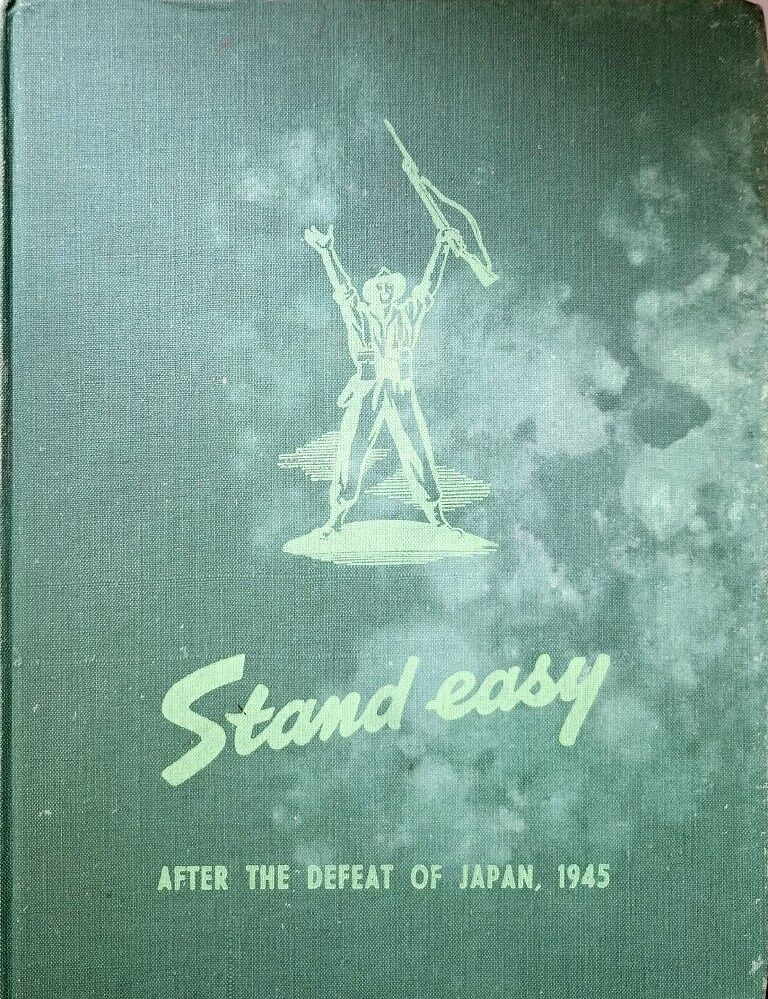 Stand easy
AFTER THE DEFEAT OF JAPAN, 1945